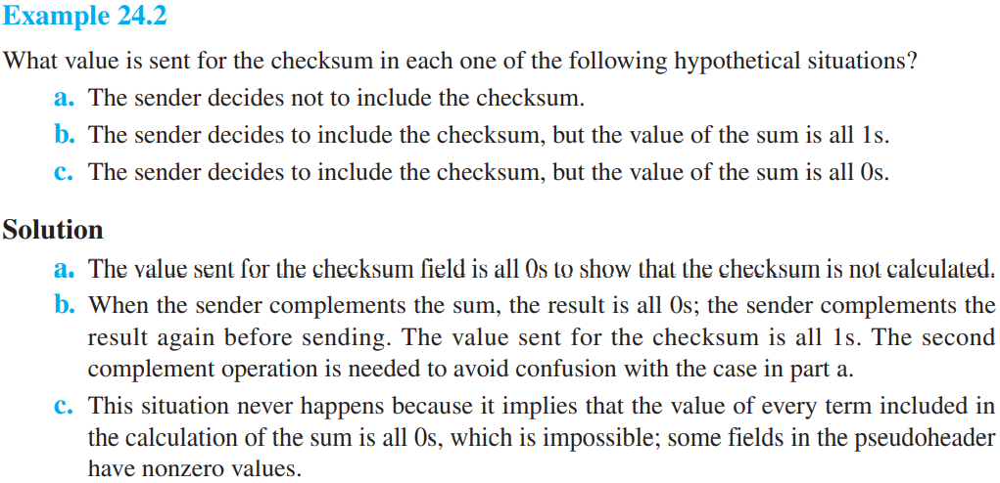 Example 24.2
What value is sent for the checksum in each one of the following hypothetical situations?
a. The sender decides not to include the checksum.
b. The sender decides to include the checksum, but the value of the sum is all 1s.
c. The sender decides to include the checksum, but the value of the sum is all 0s.
Solution
a. The value sent for the checksum field is all 0s to show that the checksum is not calculated.
b. When the sender complements the sum, the result is all 0s; the sender complements the
result again before sending. The value sent for the checksum is all 1s. The second
complement operation is needed to avoid confusion with the case in part a.
c. This situation never happens because it implies that the value of every term included in
the calculation of the sum is all 0s, which is impossible; some fields in the pseudoheader
have nonzero values.